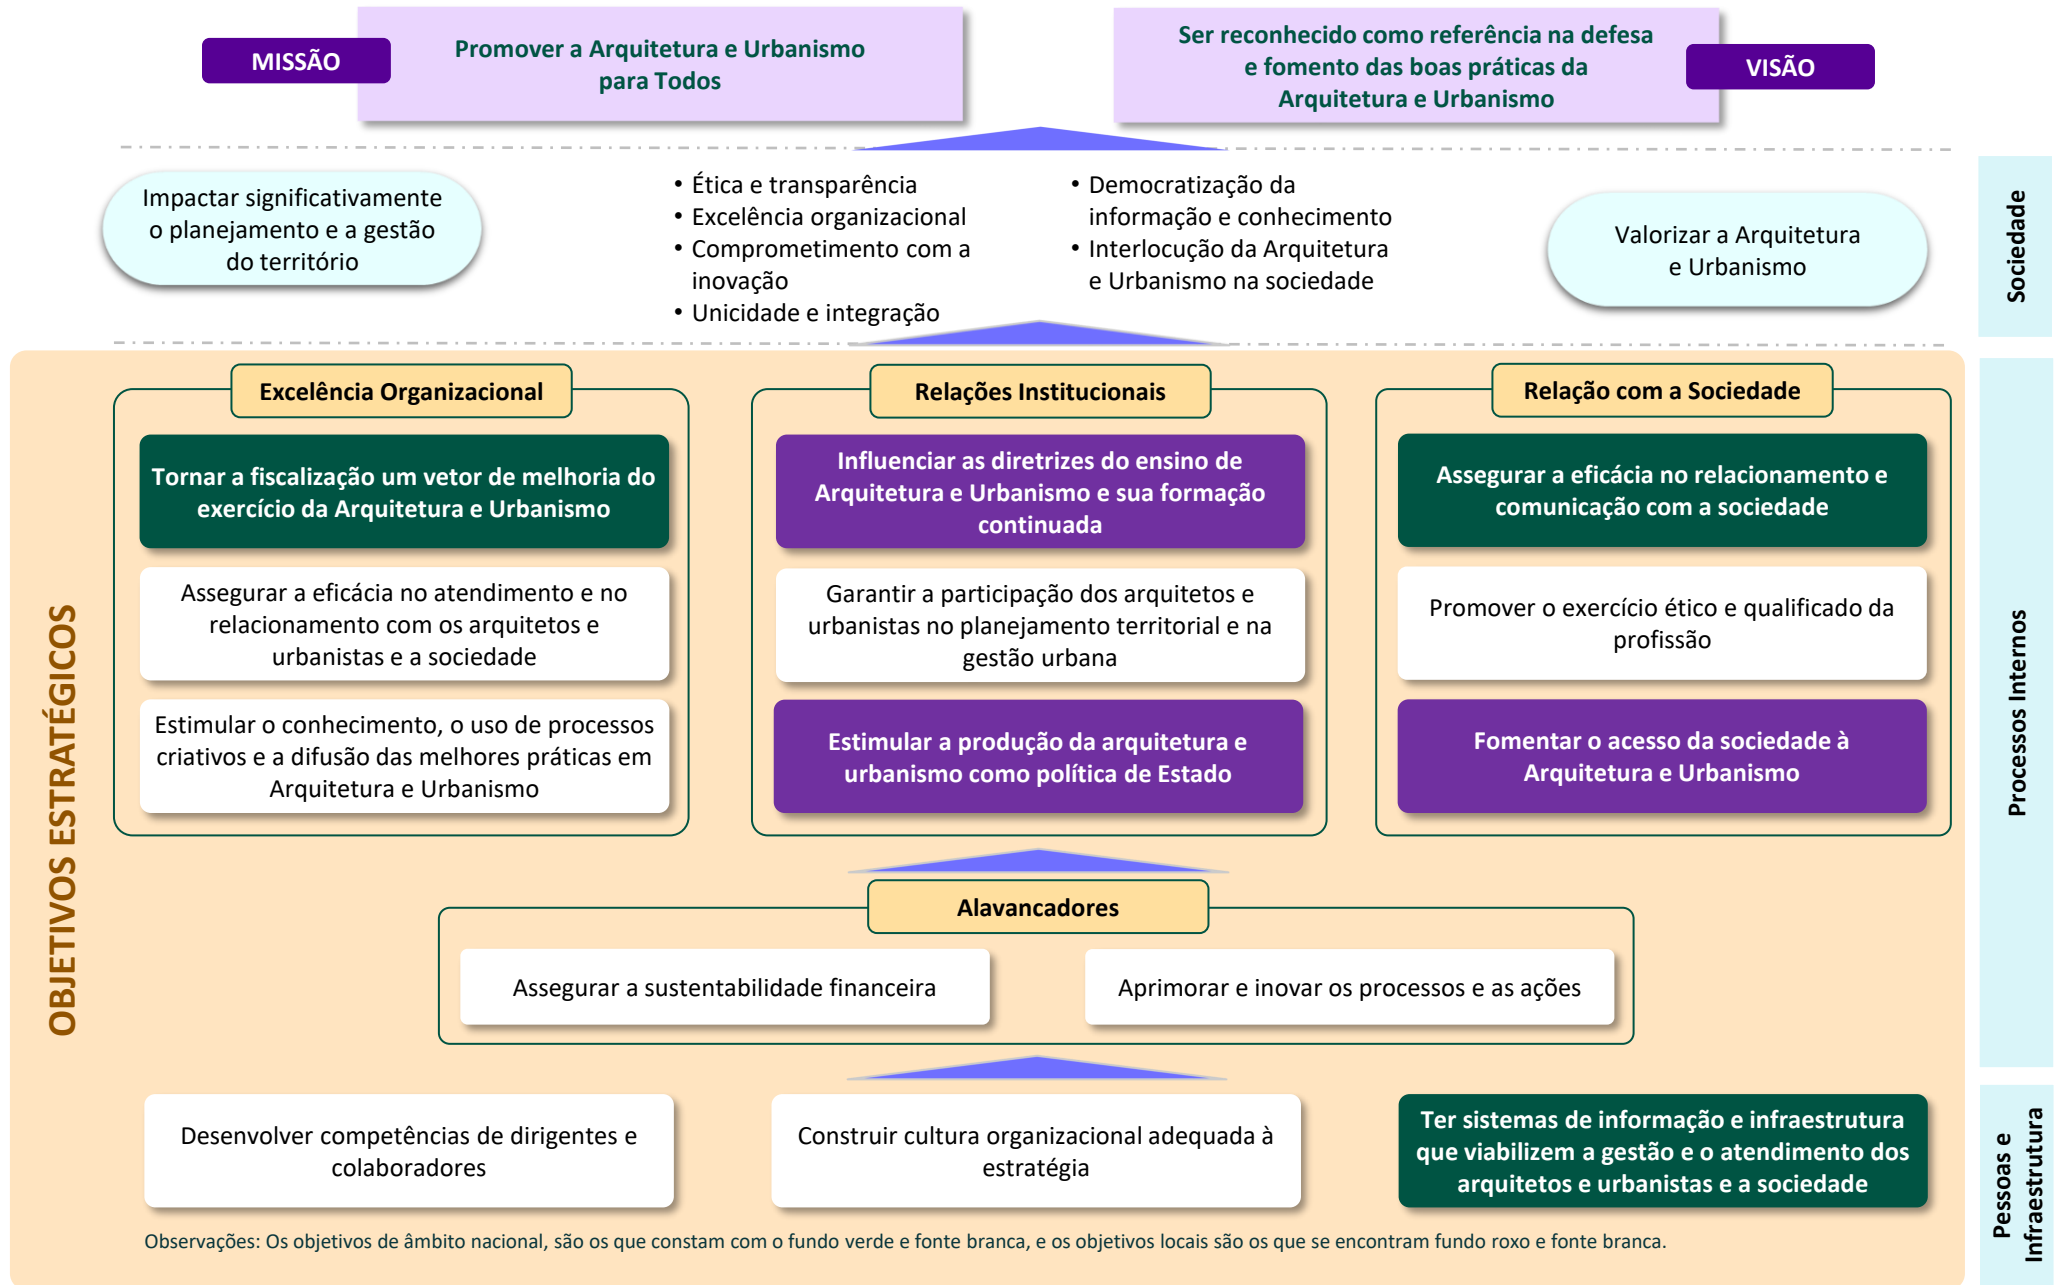 MISSÃO
Promover a Arquitetura e Urbanismo
para Todos
Ser reconhecido como referência na defesa
e fomento das boas práticas da
Arquitetura e Urbanismo
VISÃO
Impactar significativamente
o planejamento e a gestão
do território
• Ética e transparência
• Excelência organizacional
• Comprometimento com a
inovação
• Unicidade e integração
• Democratização da
informação e conhecimento
• Interlocução da Arquitetura
e Urbanismo na sociedade
Valorizar a Arquitetura
e Urbanismo
Sociedade
OBJETIVOS ESTRATÉGICOS
Excelência Organizacional
Tornar a fiscalização um vetor de melhoria do
exercício da Arquitetura e Urbanismo
Assegurar a eficácia no atendimento e no
relacionamento com os arquitetos e
urbanistas e a sociedade
Estimular o conhecimento, o uso de processos
criativos e a difusão das melhores práticas em
Arquitetura e Urbanismo
Relações Institucionais
Influenciar as diretrizes do ensino de
Arquitetura e Urbanismo e sua formação
continuada
Garantir a participação dos arquitetos e
urbanistas no planejamento territorial e na
gestão urbana
Estimular a produção da arquitetura e
urbanismo como política de Estado
Relação com a Sociedade
Assegurar a eficácia no relacionamento e
comunicação com a sociedade
Promover o exercício ético e qualificado da
profissão
Fomentar o acesso da sociedade à
Arquitetura e Urbanismo
Processos Internos
Alavancadores
Assegurar a sustentabilidade financeira
Aprimorar e inovar os processos e as ações
Desenvolver competências de dirigentes e
colaboradores
Construir cultura organizacional adequada à
estratégia
Ter sistemas de informação e infraestrutura
que viabilizem a gestão e o atendimento dos
arquitetos e urbanistas e a sociedade
Pessoas e
Infraestrutura
Observações: Os objetivos de âmbito nacional, são os que constam com o fundo verde e fonte branca, e os objetivos locais são os que se encontram fundo roxo e fonte branca.